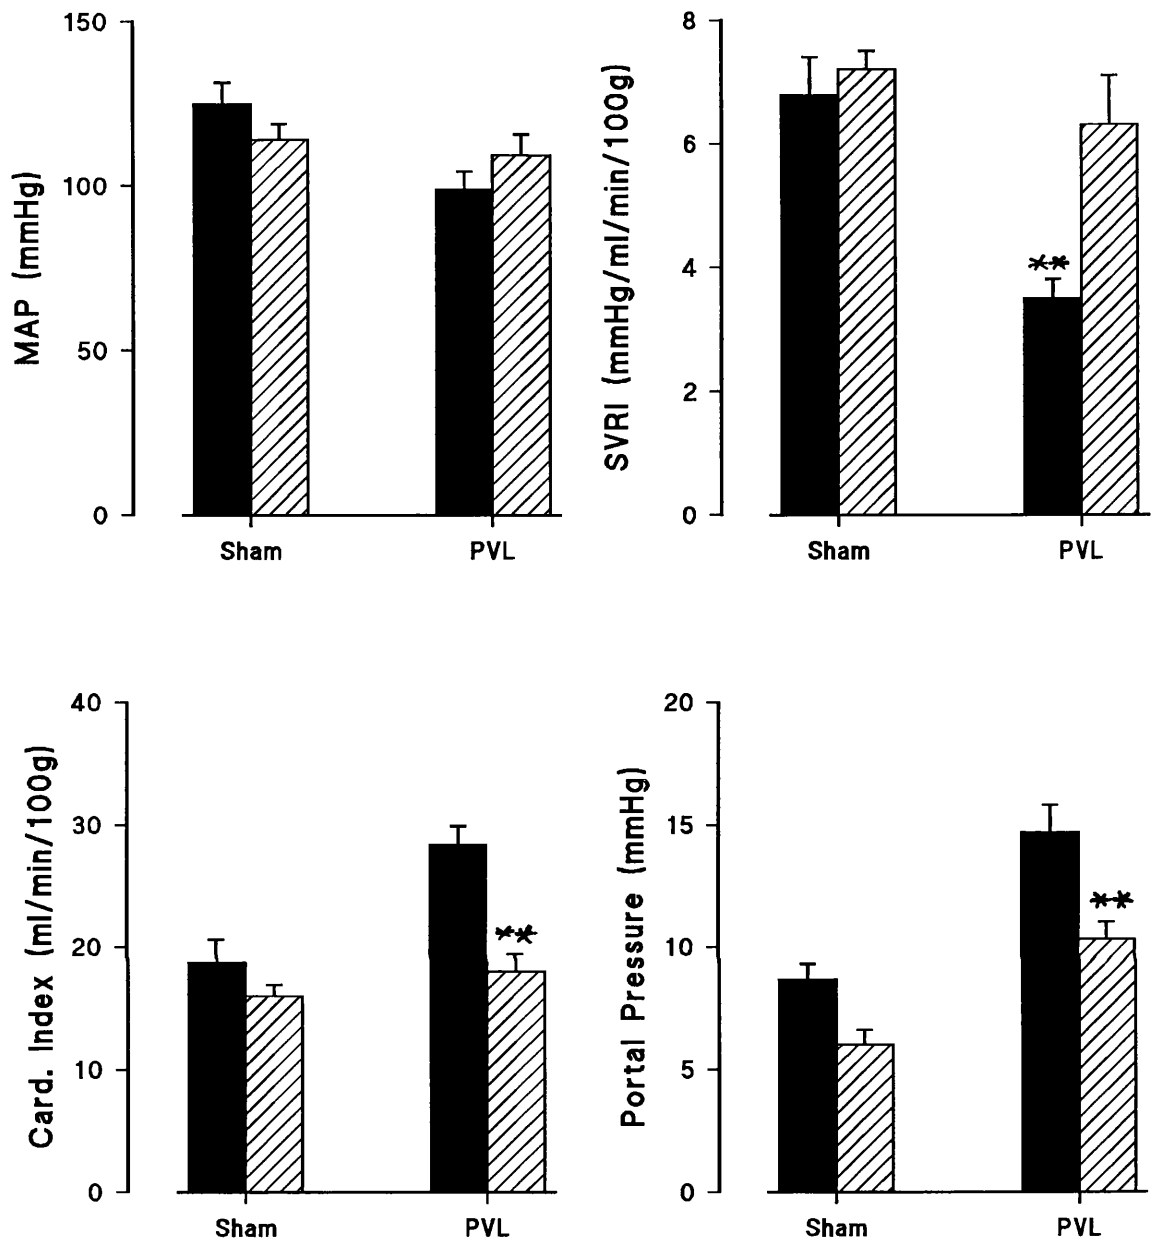 150
100
50
0
MAP (mmHg)
Sham
PVL
8
6
4
2
0
SVRI (mmHg/ml/min/100g)
**
Sham
PVL
40
30
20
10
0
Card. Index (ml/min/100g)
**
Sham
PVL
20
15
10
5
0
Portal Pressure (mmHg)
**
Sham
PVL